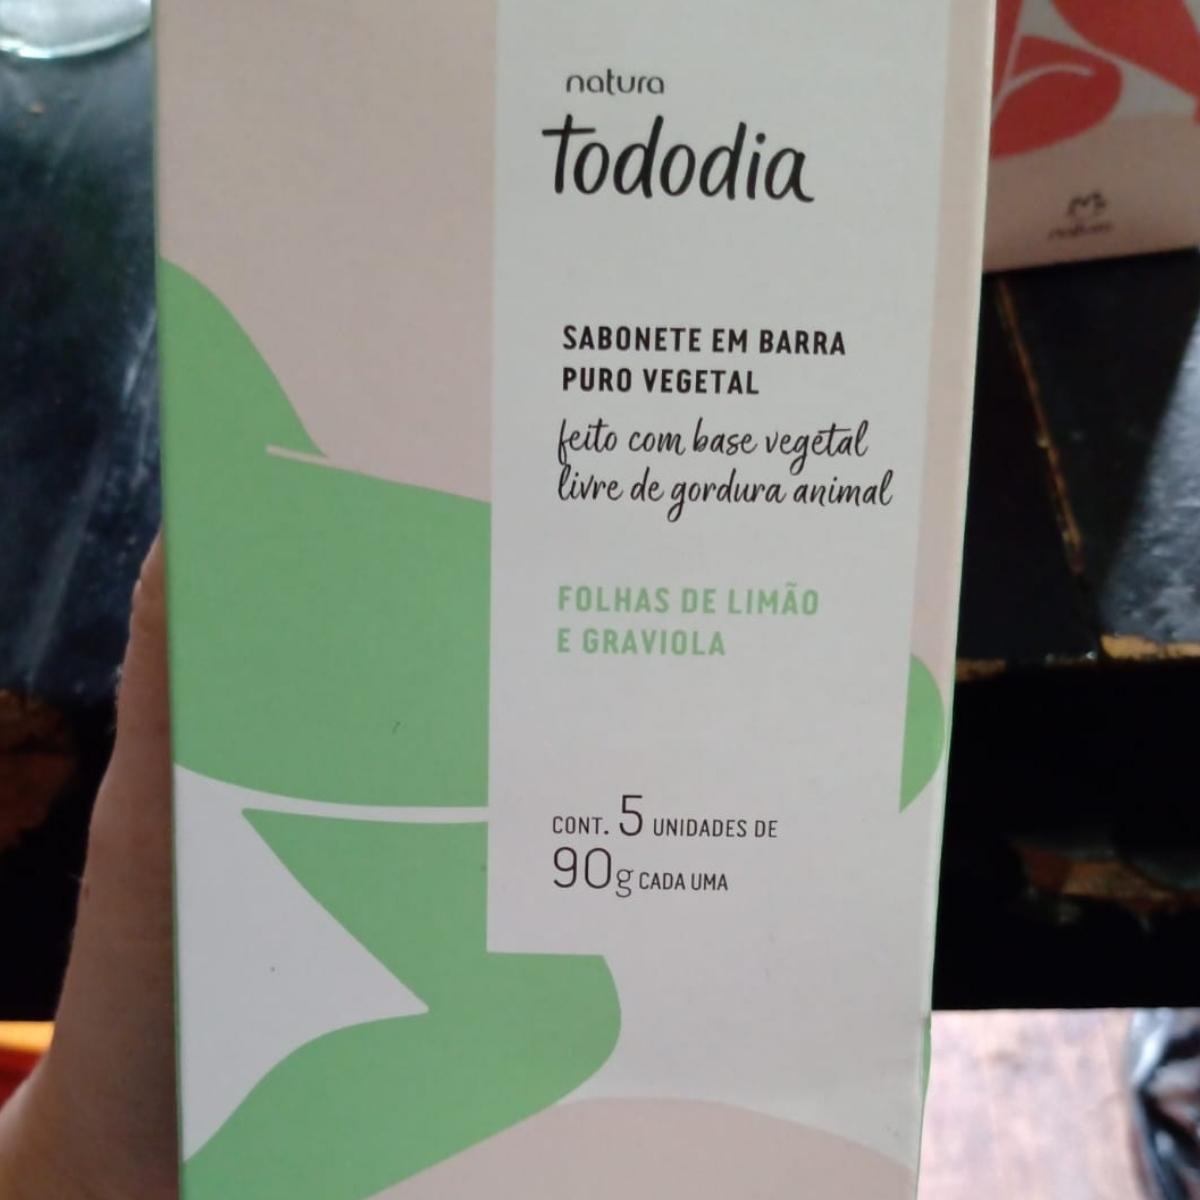 natura
Tododia
SABONETE EM BARRA
PURO VEGETAL
feito com base vegetal
livre de gordura animal
FOLHAS DE LIMÃO
E GRAVIOLA
CONT. 5 UNIDADES DE
90g CADA UMA
natura